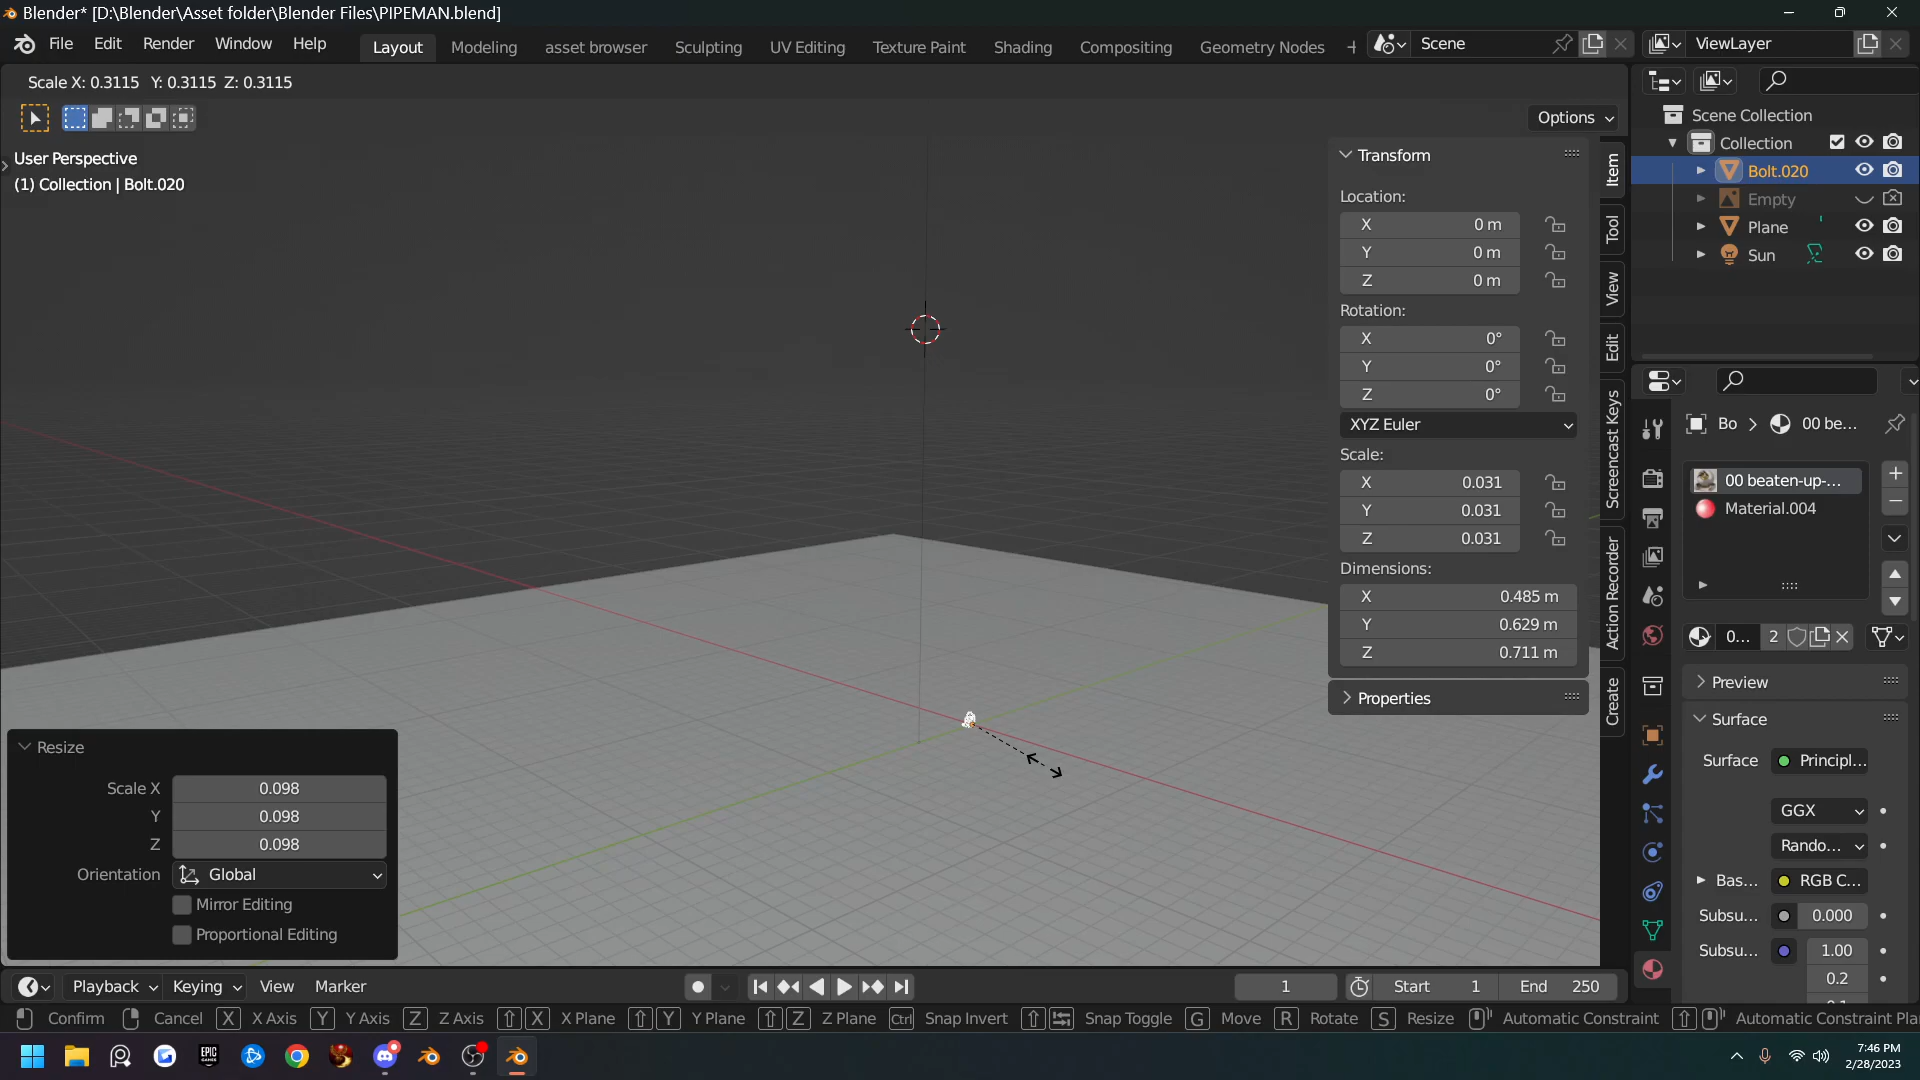 Blender* [D:\Blender\Asset folder\Blender Files\PIPEMAN.blend]
File Edit Render Window Help Layout Modeling asset browser Sculpting UV Editing Texture Paint Shading Compositing Geometry Nodes + Scene ViewLayer
Scale X: 0.3115 Y: 0.3115 Z: 0.3115
Options
User Perspective
(1) Collection | Bolt.020
Transform
Location:
X 0 m
Y 0 m
Z 0 m
Rotation:
X 0°
Y 0°
Z 0°
XYZ Euler
Scale:
X 0.031
Y 0.031
Z 0.031
Dimensions:
X 0.485 m
Y 0.629 m
Z 0.711 m
Properties
Item
Tool
View
Edit
Screencast Keys
Action Recorder
Create
Scene Collection
Collection
Bolt.020
Empty
Plane
Sun
Bo > 00 be...
00 beaten-up-...
Material.004
0... 2
Preview
Surface
Surface Principl...
GGX
Rando...
Bas... RGB C...
Subsu... 0.000
Subsu... 1.00
0.2
Resize
Scale X 0.098
Y 0.098
Z 0.098
Orientation Global
Mirror Editing
Proportional Editing
Playback Keying View Marker 1 Start 1 End 250
Confirm Cancel X X Axis Y Y Axis Z Z Axis X X Plane Y Y Plane Z Z Plane Ctrl Snap Invert Snap Toggle G Move R Rotate S Resize Automatic Constraint Automatic Constraint Pla
EPIC GAMES
7:46 PM
2/28/2023